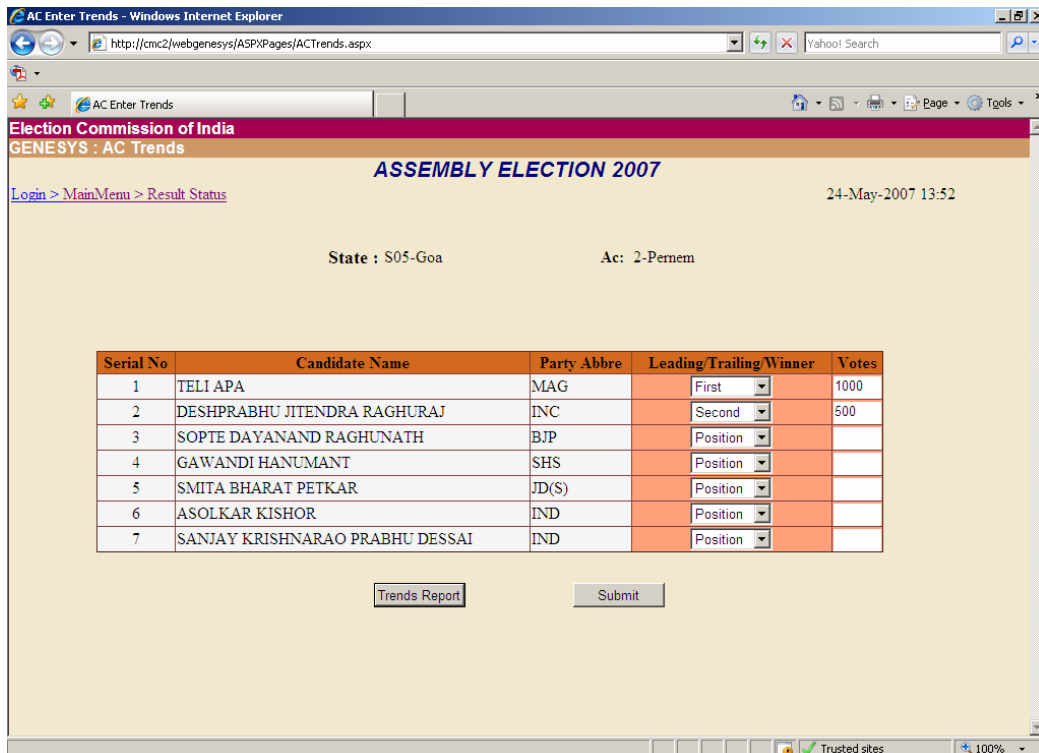 AC Enter Trends - Windows Internet Explorer
http://cmc2/webgenesys/ASPXPages/ACTrends.aspx
Yahoo! Search
AC Enter Trends
Page
Tools
Election Commission of India
GENESYS : AC Trends
ASSEMBLY ELECTION 2007
Login > MainMenu > Result Status 24-May-2007 13:52
State : S05-Goa Ac: 2-Pernem
Serial No Candidate Name Party Abbre Leading/Trailing/Winner Votes
1 TELI APA MAG First 1000
2 DESHPRABHU JITENDRA RAGHURAJ INC Second 500
3 SOPTE DAYANAND RAGHUNATH BJP Position
4 GAWANDI HANUMANT SHS Position
5 SMITA BHARAT PETKAR JD(S) Position
6 ASOLKAR KISHOR IND Position
7 SANJAY KRISHNARAO PRABHU DESSAI IND Position
Trends Report Submit
Trusted sites 100%